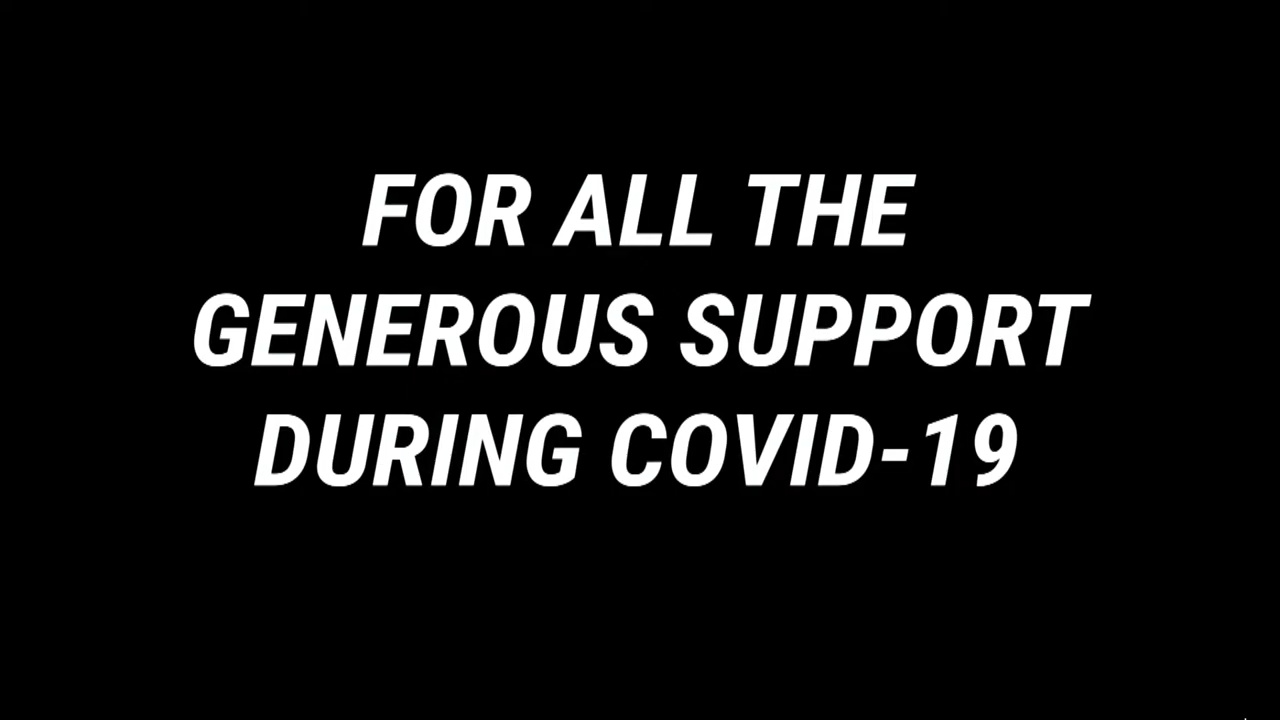 FOR ALL THE
GENEROUS SUPPORT
DURING COVID-19